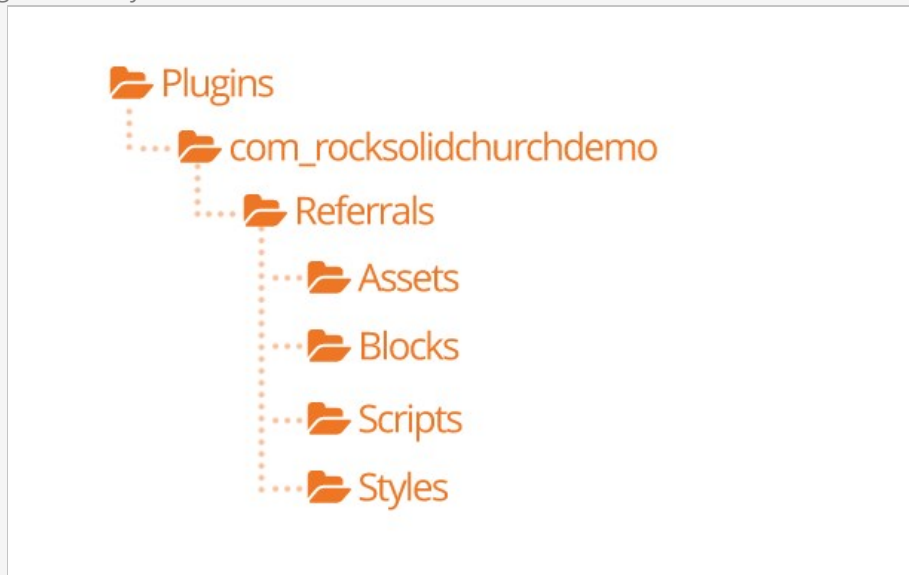 Plugins
com_rocksolidchurchdemo
Referrals
Assets
Blocks
Scripts
Styles